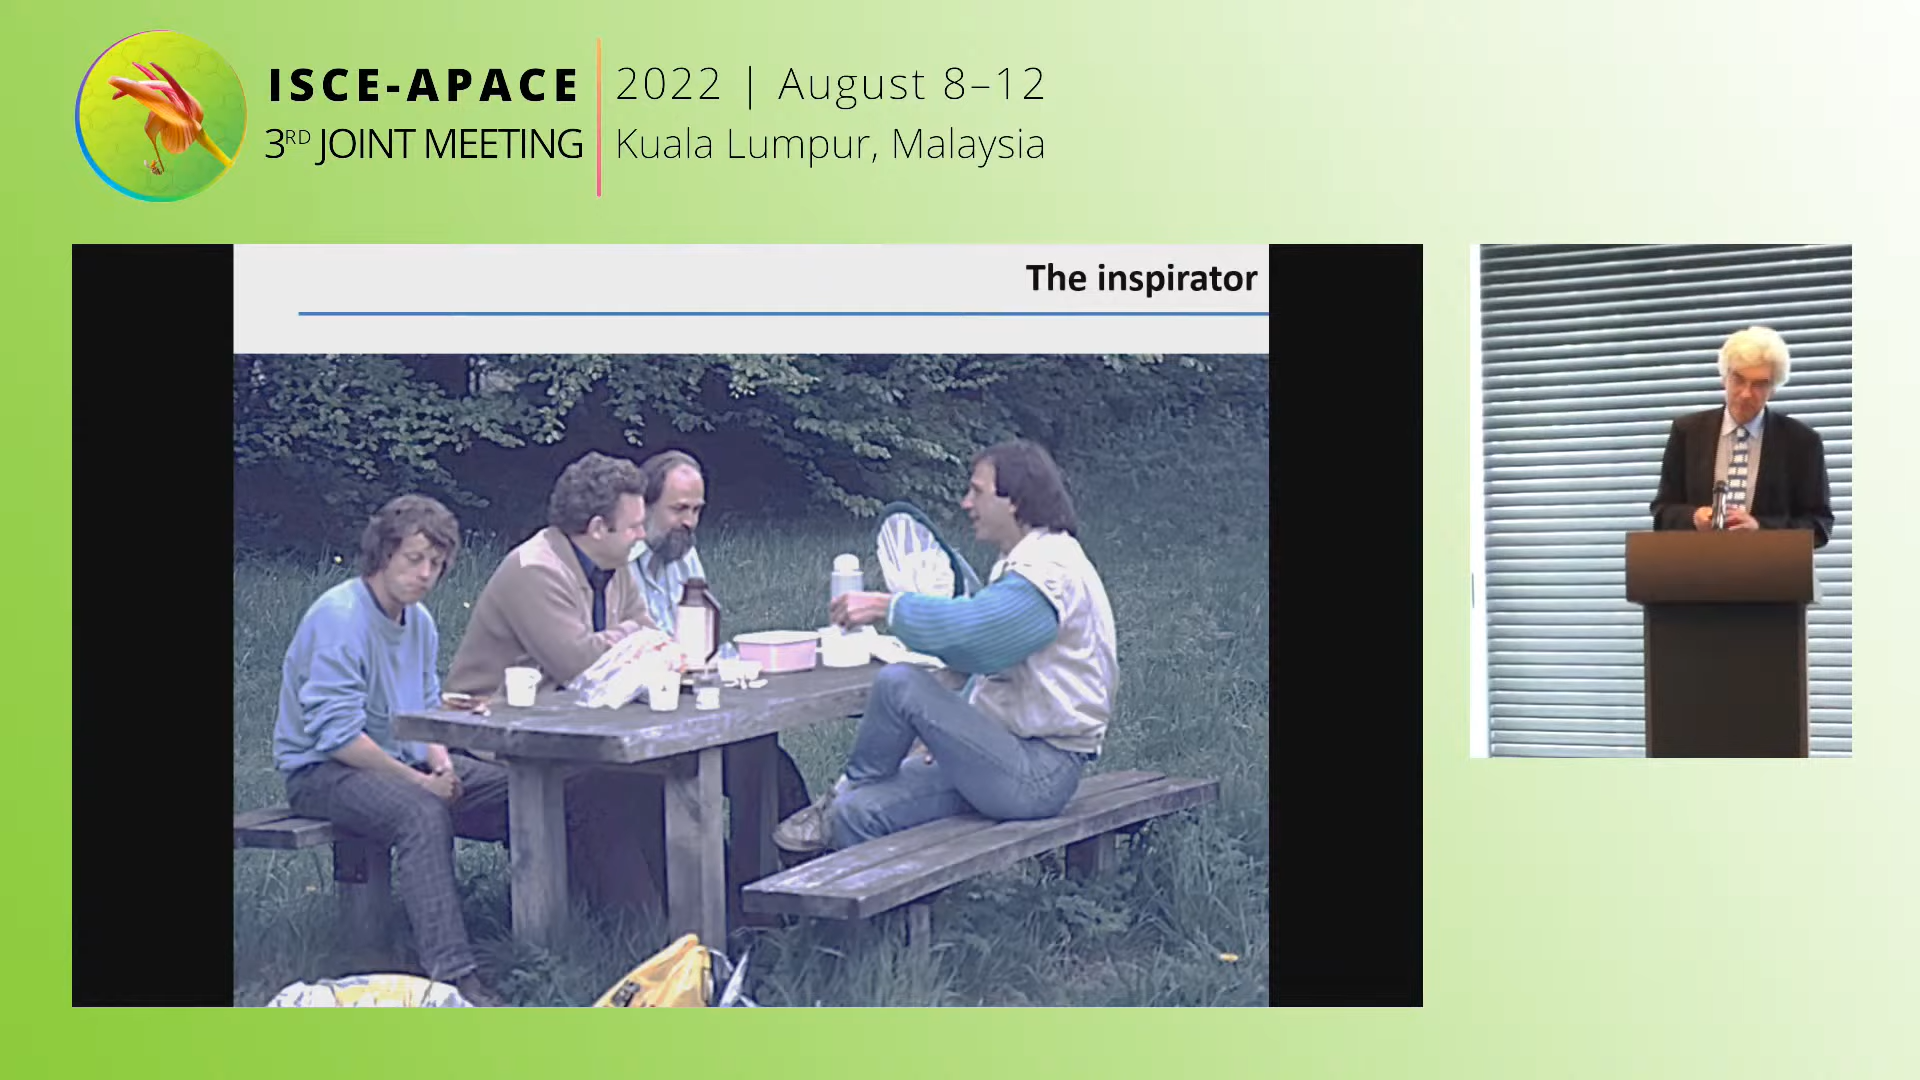 ISCE-APACE
3RD JOINT MEETING
2022 | August 8–12
Kuala Lumpur, Malaysia
The inspirator